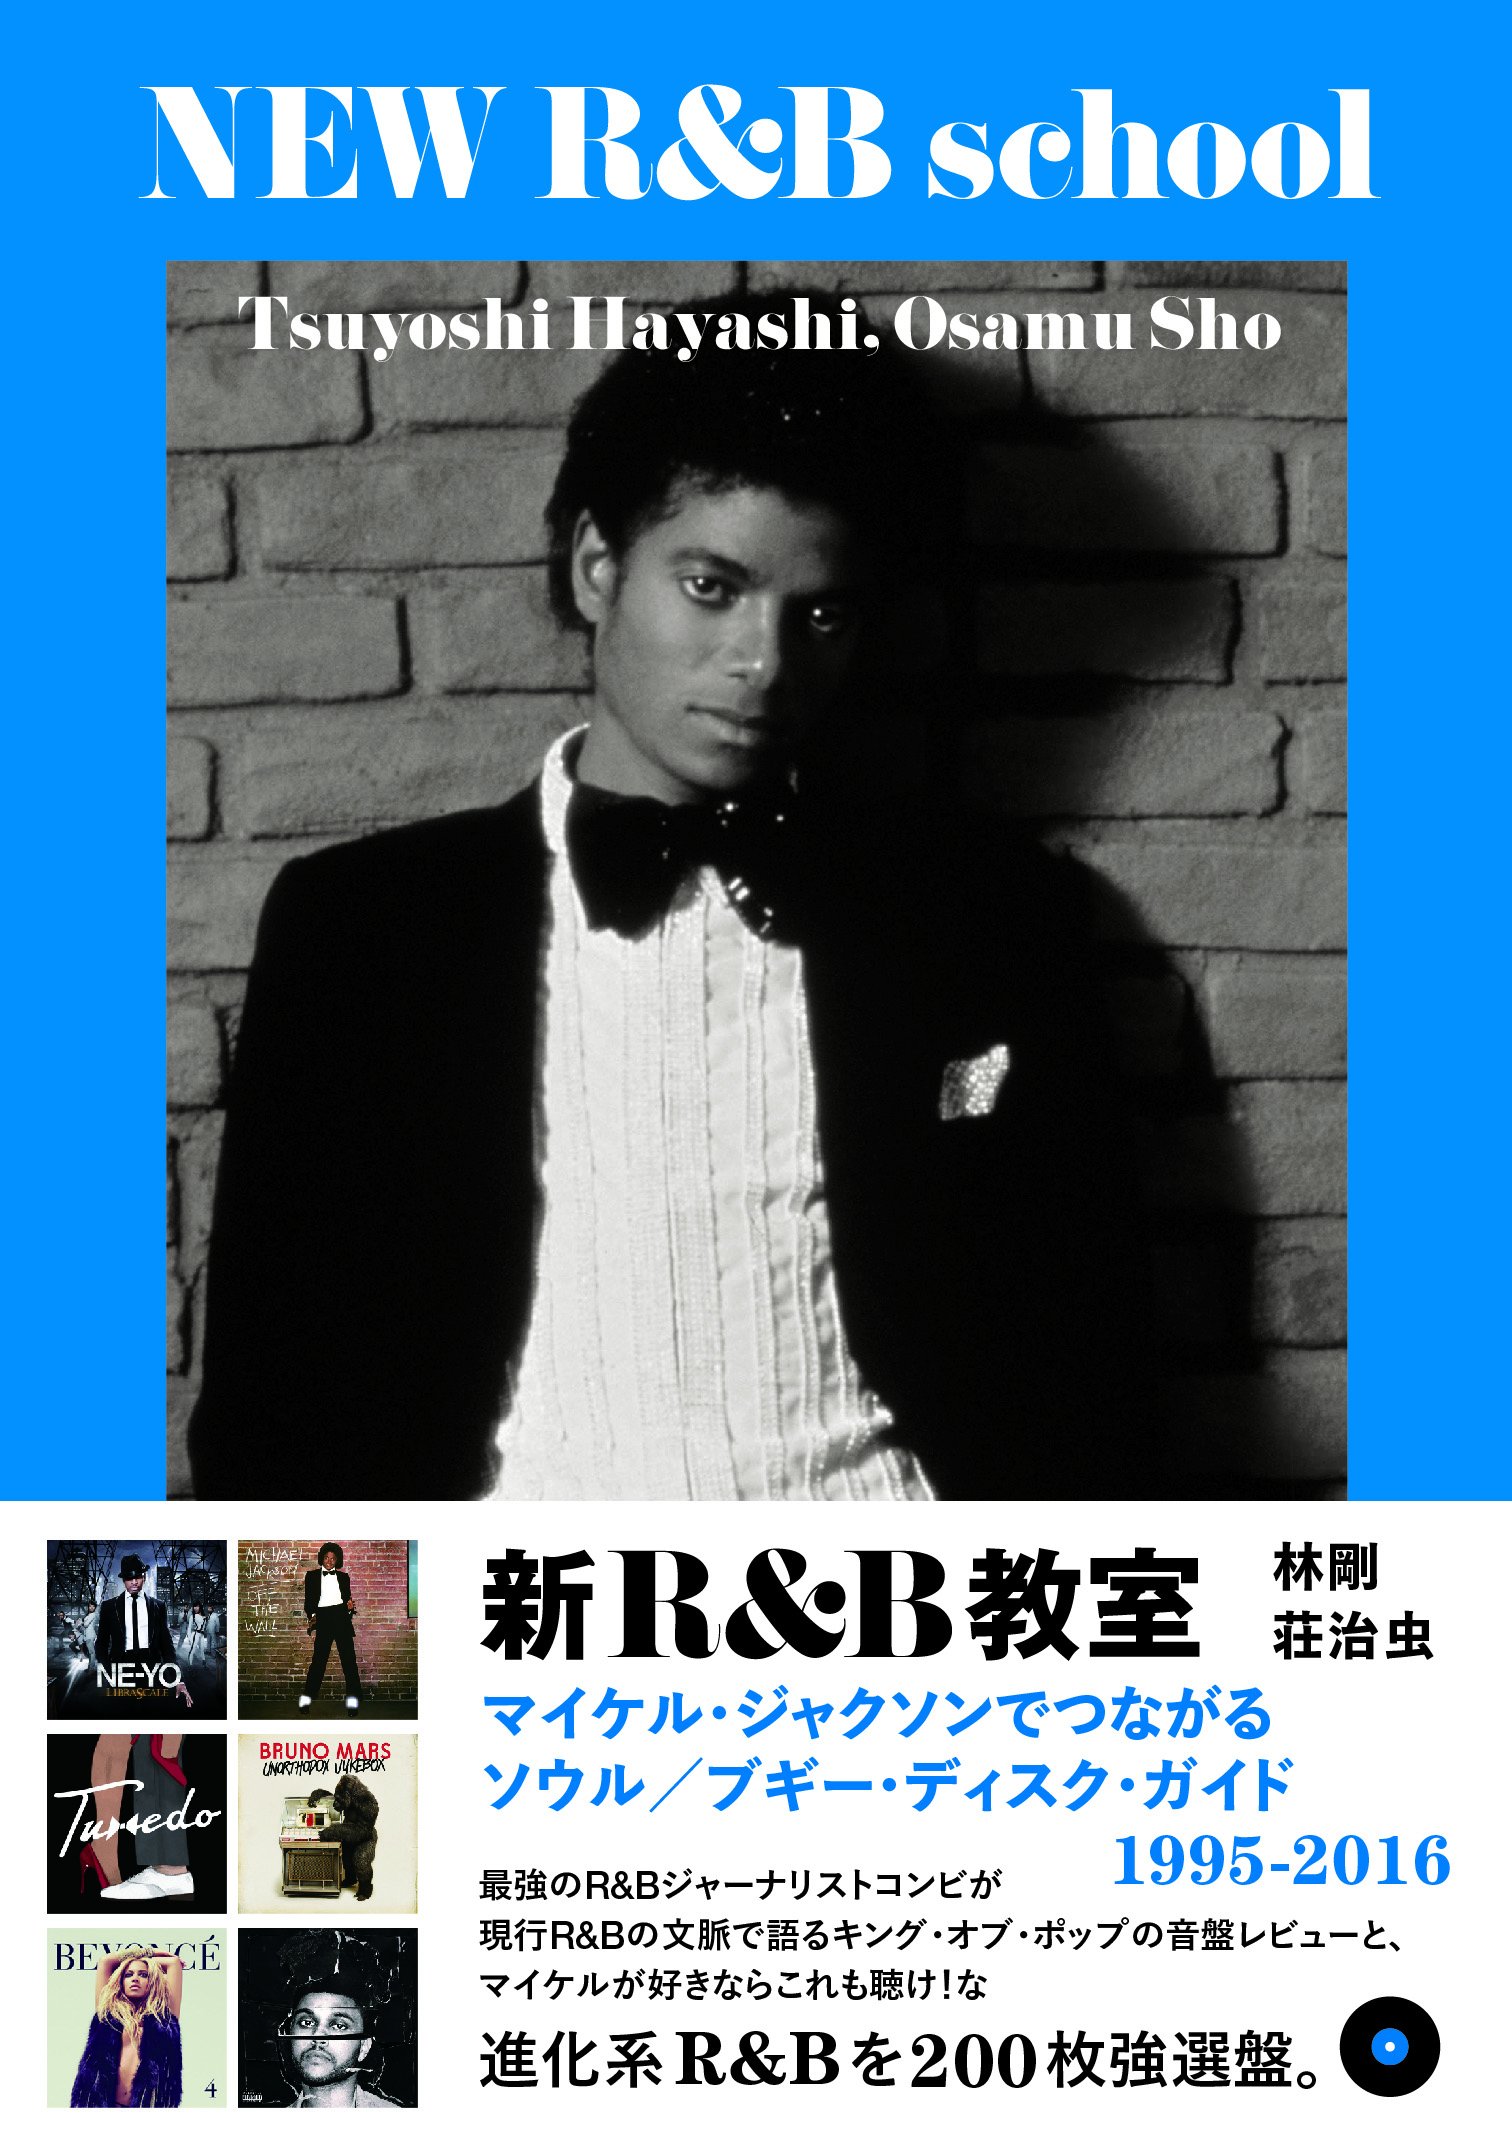 NEW R&B school
Tsuyoshi Hayashi, Osamu Sho
新R&B教室
林剛
荘治虫
マイケル・ジャクソンでつながる
ソウル／ブギー・ディスク・ガイド
1995-2016
最強のR&Bジャーナリストコンビが
現行R&Bの文脈で語るキング・オブ・ポップの音盤レビューと、
マイケルが好きならこれも聴け！な
進化系R&Bを200枚強選盤。
NE-YO
LIBRA SCALE
MICHAEL
JACKSON
OFF
THE
WALL
Tuxedo
BRUNO MARS
UNORTHODOX JUKEBOX
BEYONCÉ
4